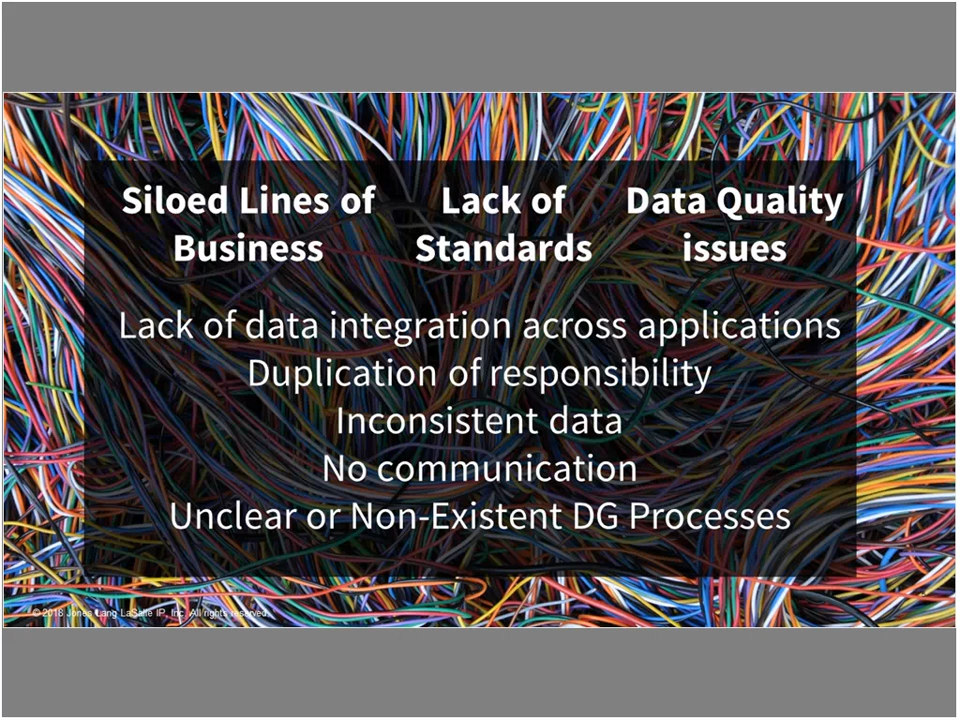 Siloed Lines of Business
Lack of Standards
Data Quality issues
Lack of data integration across applications
Duplication of responsibility
Inconsistent data
No communication
Unclear or Non-Existent DG Processes
© 2018 Jones Lang LaSalle IP, Inc. All rights reserved.